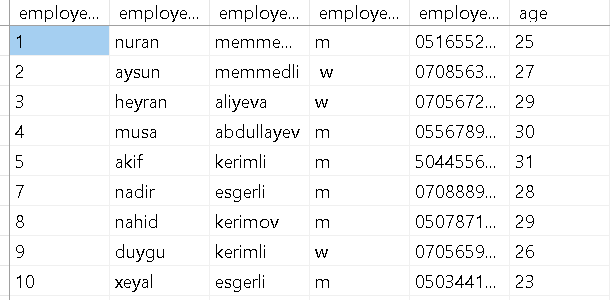 employe... employe... employe... employe... employe... age
1 nuran memme... m 0516552... 25
2 aysun memmedli w 0708563... 27
3 heyran aliyeva w 0705672... 29
4 musa abdullayev m 0556789... 30
5 akif kerimli m 5044556... 31
7 nadir esgerli m 0708889... 28
8 nahid kerimov m 0507871... 29
9 duygu kerimli w 0705659... 26
10 xeyal esgerli m 0503441... 23